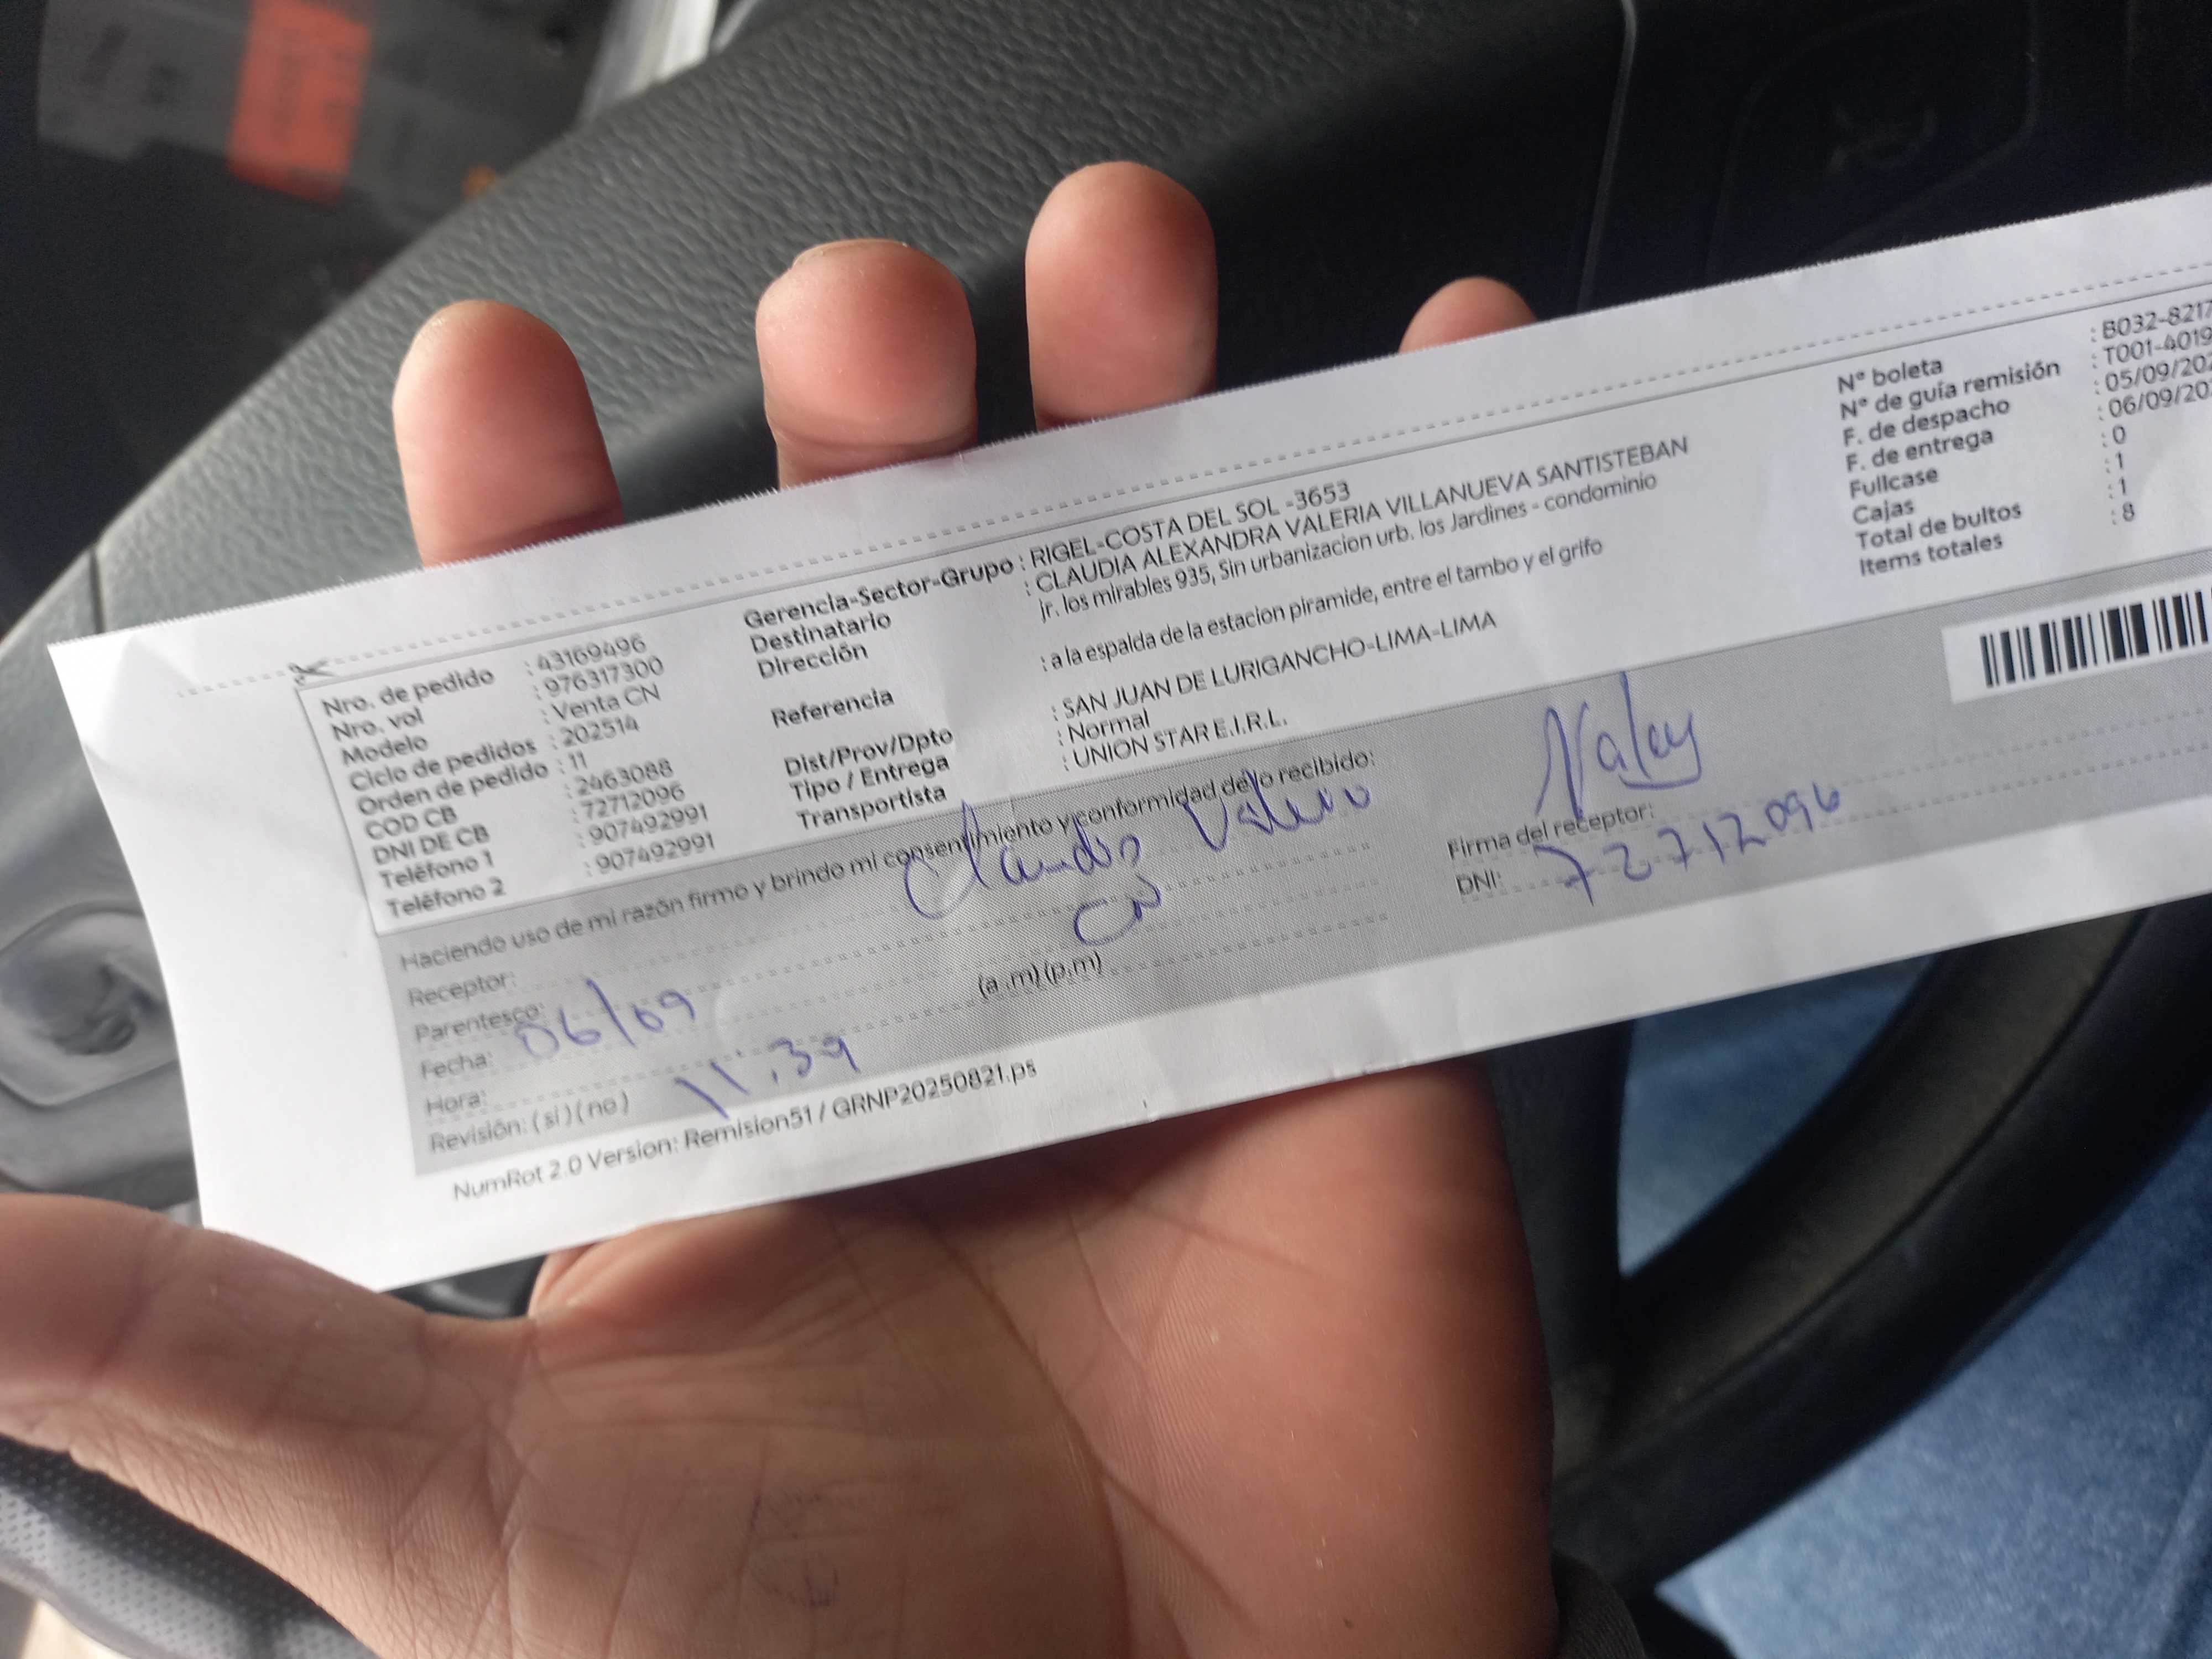 Nro. de pedido : 43169496
Nro. vol : 976317300
Modelo : Venta CN
Ciclo de pedidos : 202514
Orden de pedido : 11
COD CB : 2463088
DNI DE CB : 72712096
Teléfono 1 : 907492991
Teléfono 2 : 907492991
Gerencia-Sector-Grupo : RIGEL-COSTA DEL SOL -3653
Destinatario : CLAUDIA ALEXANDRA VALERIA VILLANUEVA SANTISTEBAN
Dirección jr. los mirables 935, Sin urbanizacion urb. los Jardines - condominio
Referencia : a la espalda de la estacion piramide, entre el tambo y el grifo
Dist/Prov/Dpto : SAN JUAN DE LURIGANCHO-LIMA-LIMA
Tipo / Entrega : Normal
Transportista : UNION STAR E.I.R.L.
N° boleta : B032-8217
N° de guía remisión : T001-4019
F. de despacho : 05/09/202
F. de entrega : 06/09/20
Fullcase : 0
Cajas : 1
Total de bultos : 1
Items totales : 8
Haciendo uso de mi razón firmo y brindo mi consentimiento y conformidad de lo recibido:
Receptor: Claudia Valeria
Parentesco: CN
Fecha: 06/09
Hora: 11:39 (a .m) (p.m)
Revisión: ( si ) ( no )
Firma del receptor:
DNI: 72712096
NumRot 2.0 Version: Remision51 / GRNP20250821.ps